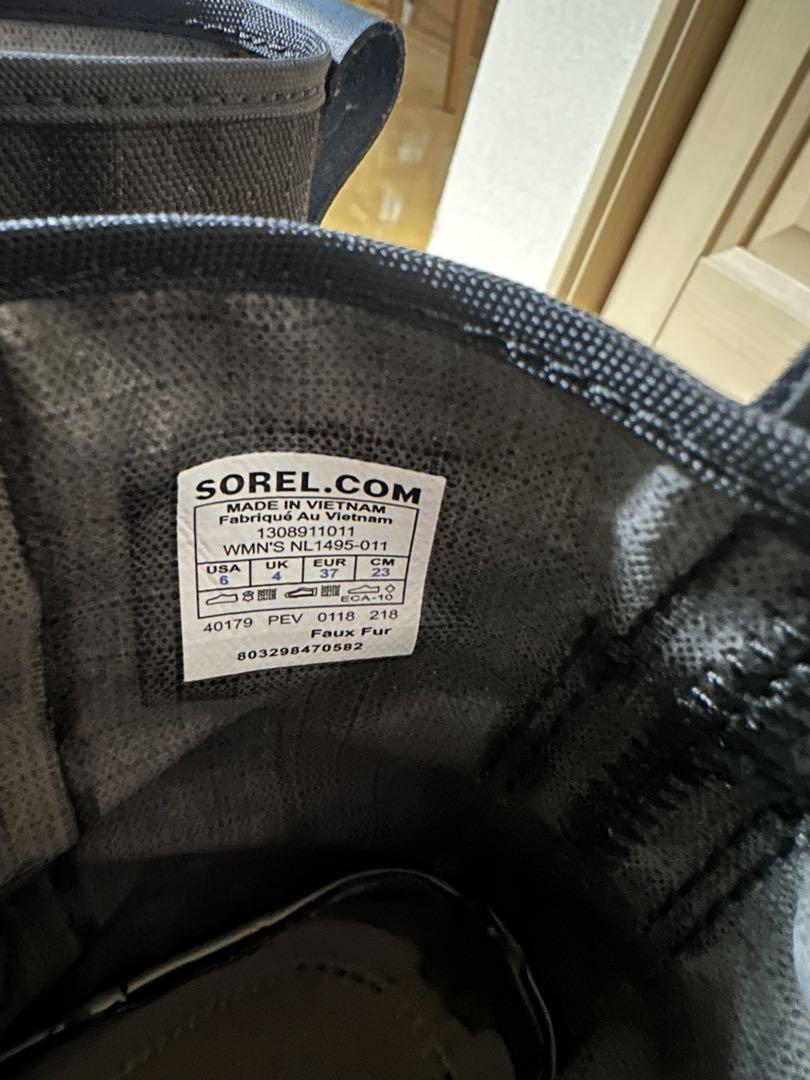 SOREL.COM
MADE IN VIETNAM
Fabriqué Au Vietnam
1308911011
WMN'S NL1495-011
USA UK EUR CM
6 4 37 23
ECA-10
40179 PEV 0118 218
Faux Fur
803298470582